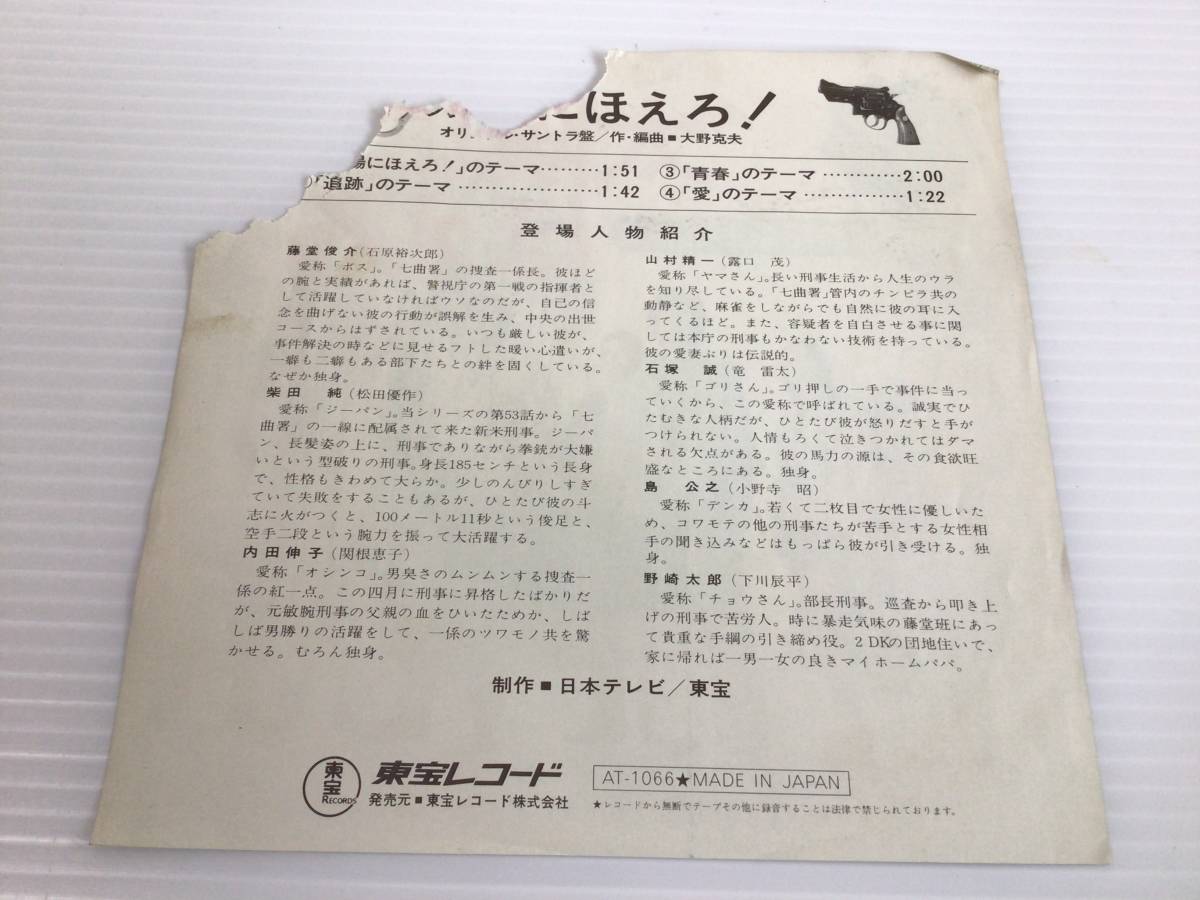 にほえろ!
オリ・サントラ盤／作・編曲■大野克夫
陽にほえろ!」のテーマ………1:51
「追跡」のテーマ………………1:42
③「青春」のテーマ…………2:00
④「愛」のテーマ……………1:22
登場人物紹介
藤堂俊介(石原裕次郎)
愛称「ボス」。「七曲署」の捜査一係長。彼ほど
の腕と実績があれば、警視庁の第一戦の指揮者と
して活躍していなければウソなのだが、自己の信
念を曲げない彼の行動が誤解を生み、中央の出世
コースからはずされている。いつも厳しい彼が、
事件解決の時などに見せるフトした暖い心遣いが、
一癖も二癖もある部下たちとの絆を固くしている。
なぜか独身。
柴田 純(松田優作)
愛称「ジーパン」。当シリーズの第53話から「七
曲署」の一線に配属されて来た新米刑事。ジーパ
ン、長髪姿の上に、刑事でありながら拳銃が大嫌
いという型破りの刑事。身長185センチという長身
で、性格もきわめて大らか。少しのんびりしすぎ
ていて失敗をすることもあるが、ひとたび彼の斗
志に火がつくと、100メートル11秒という俊足と、
空手二段という腕力を振って大活躍する。
内田伸子(関根恵子)
愛称「オシンコ」。男臭さのムンムンする捜査一
係の紅一点。この四月に刑事に昇格したばかりだ
が、元敏腕刑事の父親の血をひいたためか、しば
しば男勝りの活躍をして、一係のツワモノ共を驚
かせる。むろん独身。
山村精一(露口 茂)
愛称「ヤマさん」。長い刑事生活から人生のウラ
を知り尽している。「七曲署」管内のチンピラ共の
動静など、麻雀をしながらでも自然に彼の耳に入
ってくるほど。また、容疑者を自白させる事に関
しては本庁の刑事もかなわない技術を持っている。
彼の愛妻ぶりは伝説的。
石塚 誠(竜 雷太)
愛称「ゴリさん」。ゴリ押しの一手で事件に当っ
ていくから、この愛称で呼ばれている。誠実でひ
たむきな人柄だが、ひとたび彼が怒りだすと手が
つけられない。人情もろくて泣きつかれてはダマ
される欠点がある。彼の馬力の源は、その食欲旺
盛なところにある。独身。
島 公之(小野寺 昭)
愛称「デンカ」。若くて二枚目で女性に優しいた
め、コワモテの他の刑事たちが苦手とする女性相
手の聞き込みなどはもっぱら彼が引き受ける。独
身。
野崎太郎(下川辰平)
愛称「チョウさん」。部長刑事。巡査から叩き上
げの刑事で苦労人。時に暴走気味の藤堂班にあっ
て貴重な手綱の引き締め役。2DKの団地住いで、
家に帰れば一男一女の良きマイホームパパ。
制作■日本テレビ／東宝
東宝
RECORDS
東宝レコード
発売元■東宝レコード株式会社
AT-1066★MADE IN JAPAN
★レコードから無断でテープその他に録音することは法律で禁じられております。